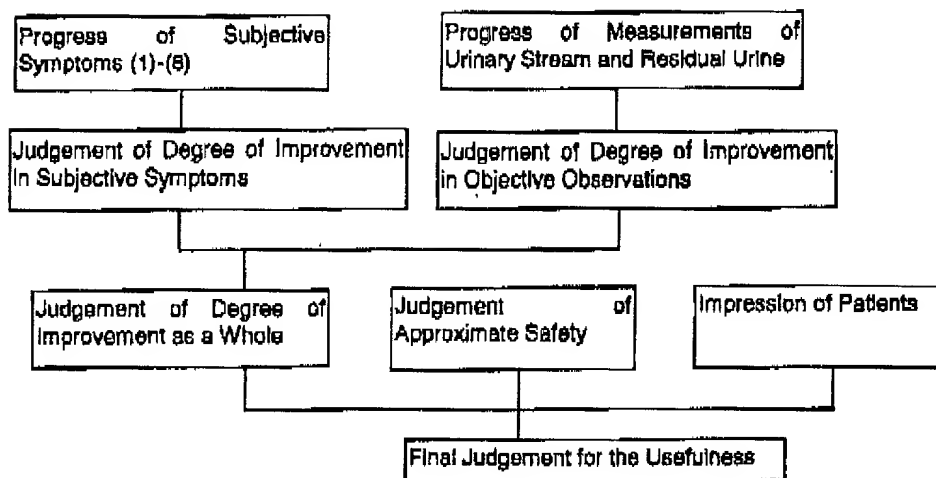 Progress of Subjective
Symptoms (1)-(8)
Progress of Measurements of
Urinary Stream and Residual Urine
Judgement of Degree of Improvement
in Subjective Symptoms
Judgement of Degree of Improvement
in Objective Observations
Judgement of Degree of
Improvement as a Whole
Judgement of
Approximate Safety
Impression of Patients
Final Judgement for the Usefulness